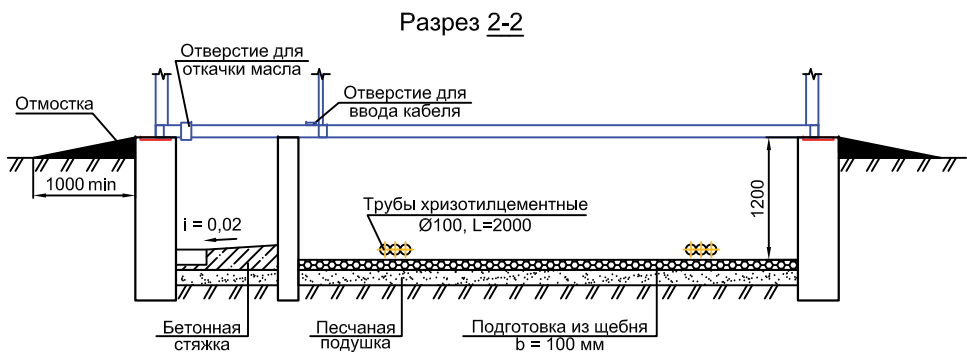 Разрез 2-2
Отверстие для
откачки масла
Отмостка
Отверстие для
ввода кабеля
1000 min
i = 0,02
Трубы хризотилцементные
Ø100, L=2000
1200
Бетонная
стяжка
Песчаная
подушка
Подготовка из щебня
b = 100 мм